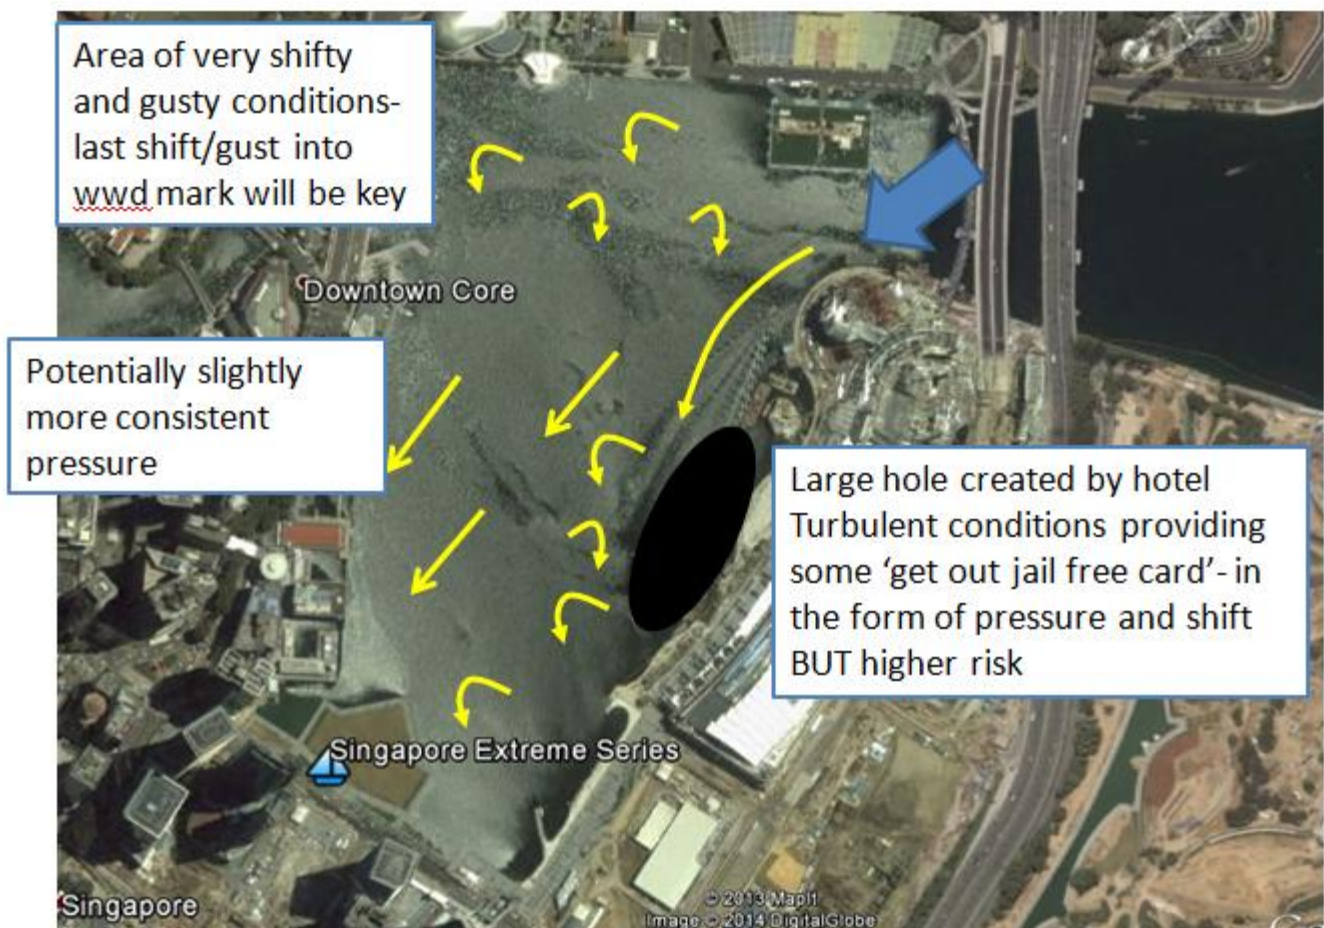 Area of very shifty
and gusty conditions-
last shift/gust into
wwd mark will be key
Downtown Core
Potentially slightly
more consistent
pressure
Large hole created by hotel
Turbulent conditions providing
some ‘get out jail free card’- in
the form of pressure and shift
BUT higher risk
Singapore Extreme Series
Singapore
© 2013 MapIt
Image © 2014 DigitalGlobe